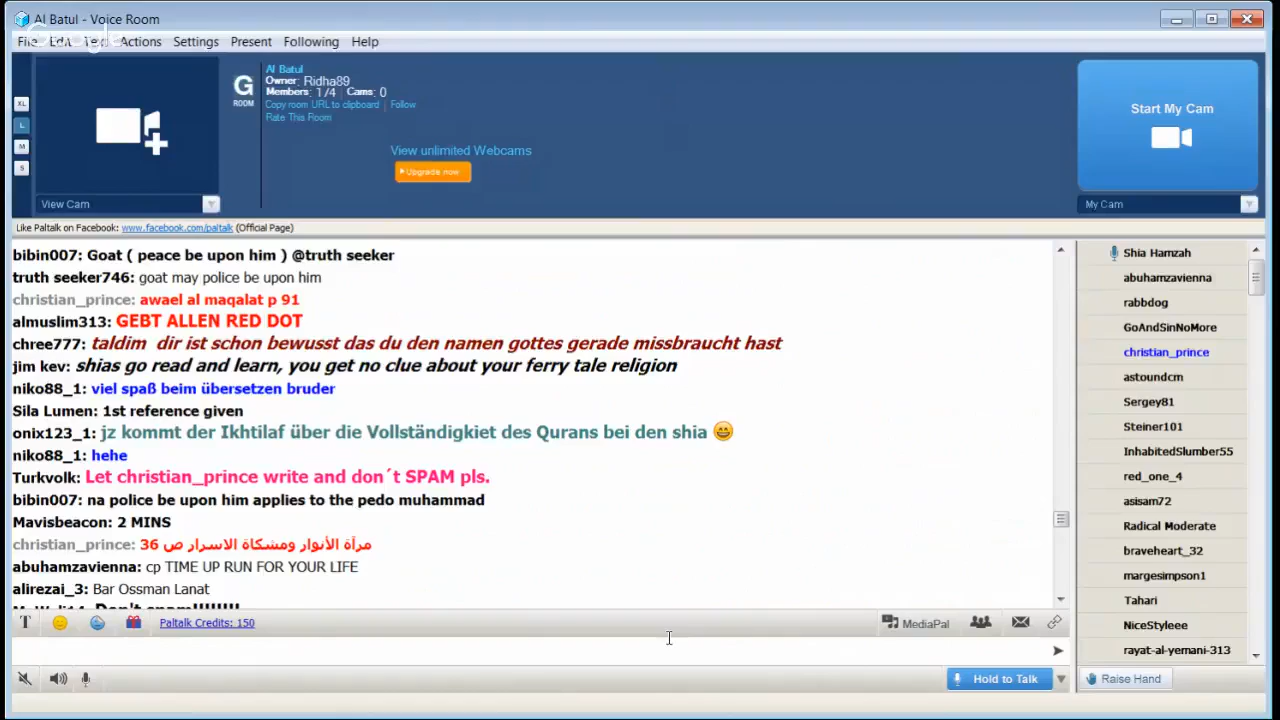 Al Batul - Voice Room
File Edit Text Actions Settings Present Following Help
Google
Al Batul
Owner: Ridha89
Members: 174 Cams: 0
Copy room URL to clipboard | Follow
Rate This Room
G
ROOM
View unlimited Webcams
Upgrade now
Start My Cam
XL
L
M
S
View Cam
My Cam
Like Paltalk on Facebook: www.facebook.com/paltalk (Official Page)
bibin007: Goat ( peace be upon him ) @truth seeker
truth seeker746: goat may police be upon him
christian_prince: awael al maqalat p 91
almuslim313: GEBT ALLEN RED DOT
chree777: taldim dir ist schon bewusst das du den namen gottes gerade missbraucht hast
jim kev: shias go read and learn, you get no clue about your ferry tale religion
niko88_1: viel spaß beim übersetzen bruder
Sila Lumen: 1st reference given
onix123_1: jz kommt der Ikhtilaf über die Vollständigkiet des Qurans bei den shia
niko88_1: hehe
Turkvolk: Let christian_prince write and don´t SPAM pls.
bibin007: na police be upon him applies to the pedo muhammad
Mavisbeacon: 2 MINS
christian_prince: مرآة الأنوار ومشكاة الاسرار ص 36
abuhamzavienna: cp TIME UP RUN FOR YOUR LIFE
alirezai_3: Bar Ossman Lanat
Don't spam!!!!!!!!
Shia Hamzah
abuhamzavienna
rabbdog
GoAndSinNoMore
christian_prince
astoundcm
Sergey81
Steiner101
InhabitedSlumber55
red_one_4
asisam72
Radical Moderate
braveheart_32
margesimpson1
Tahari
NiceStyleee
rayat-al-yemani-313
T
Paltalk Credits: 150
MediaPal
Hold to Talk
Raise Hand